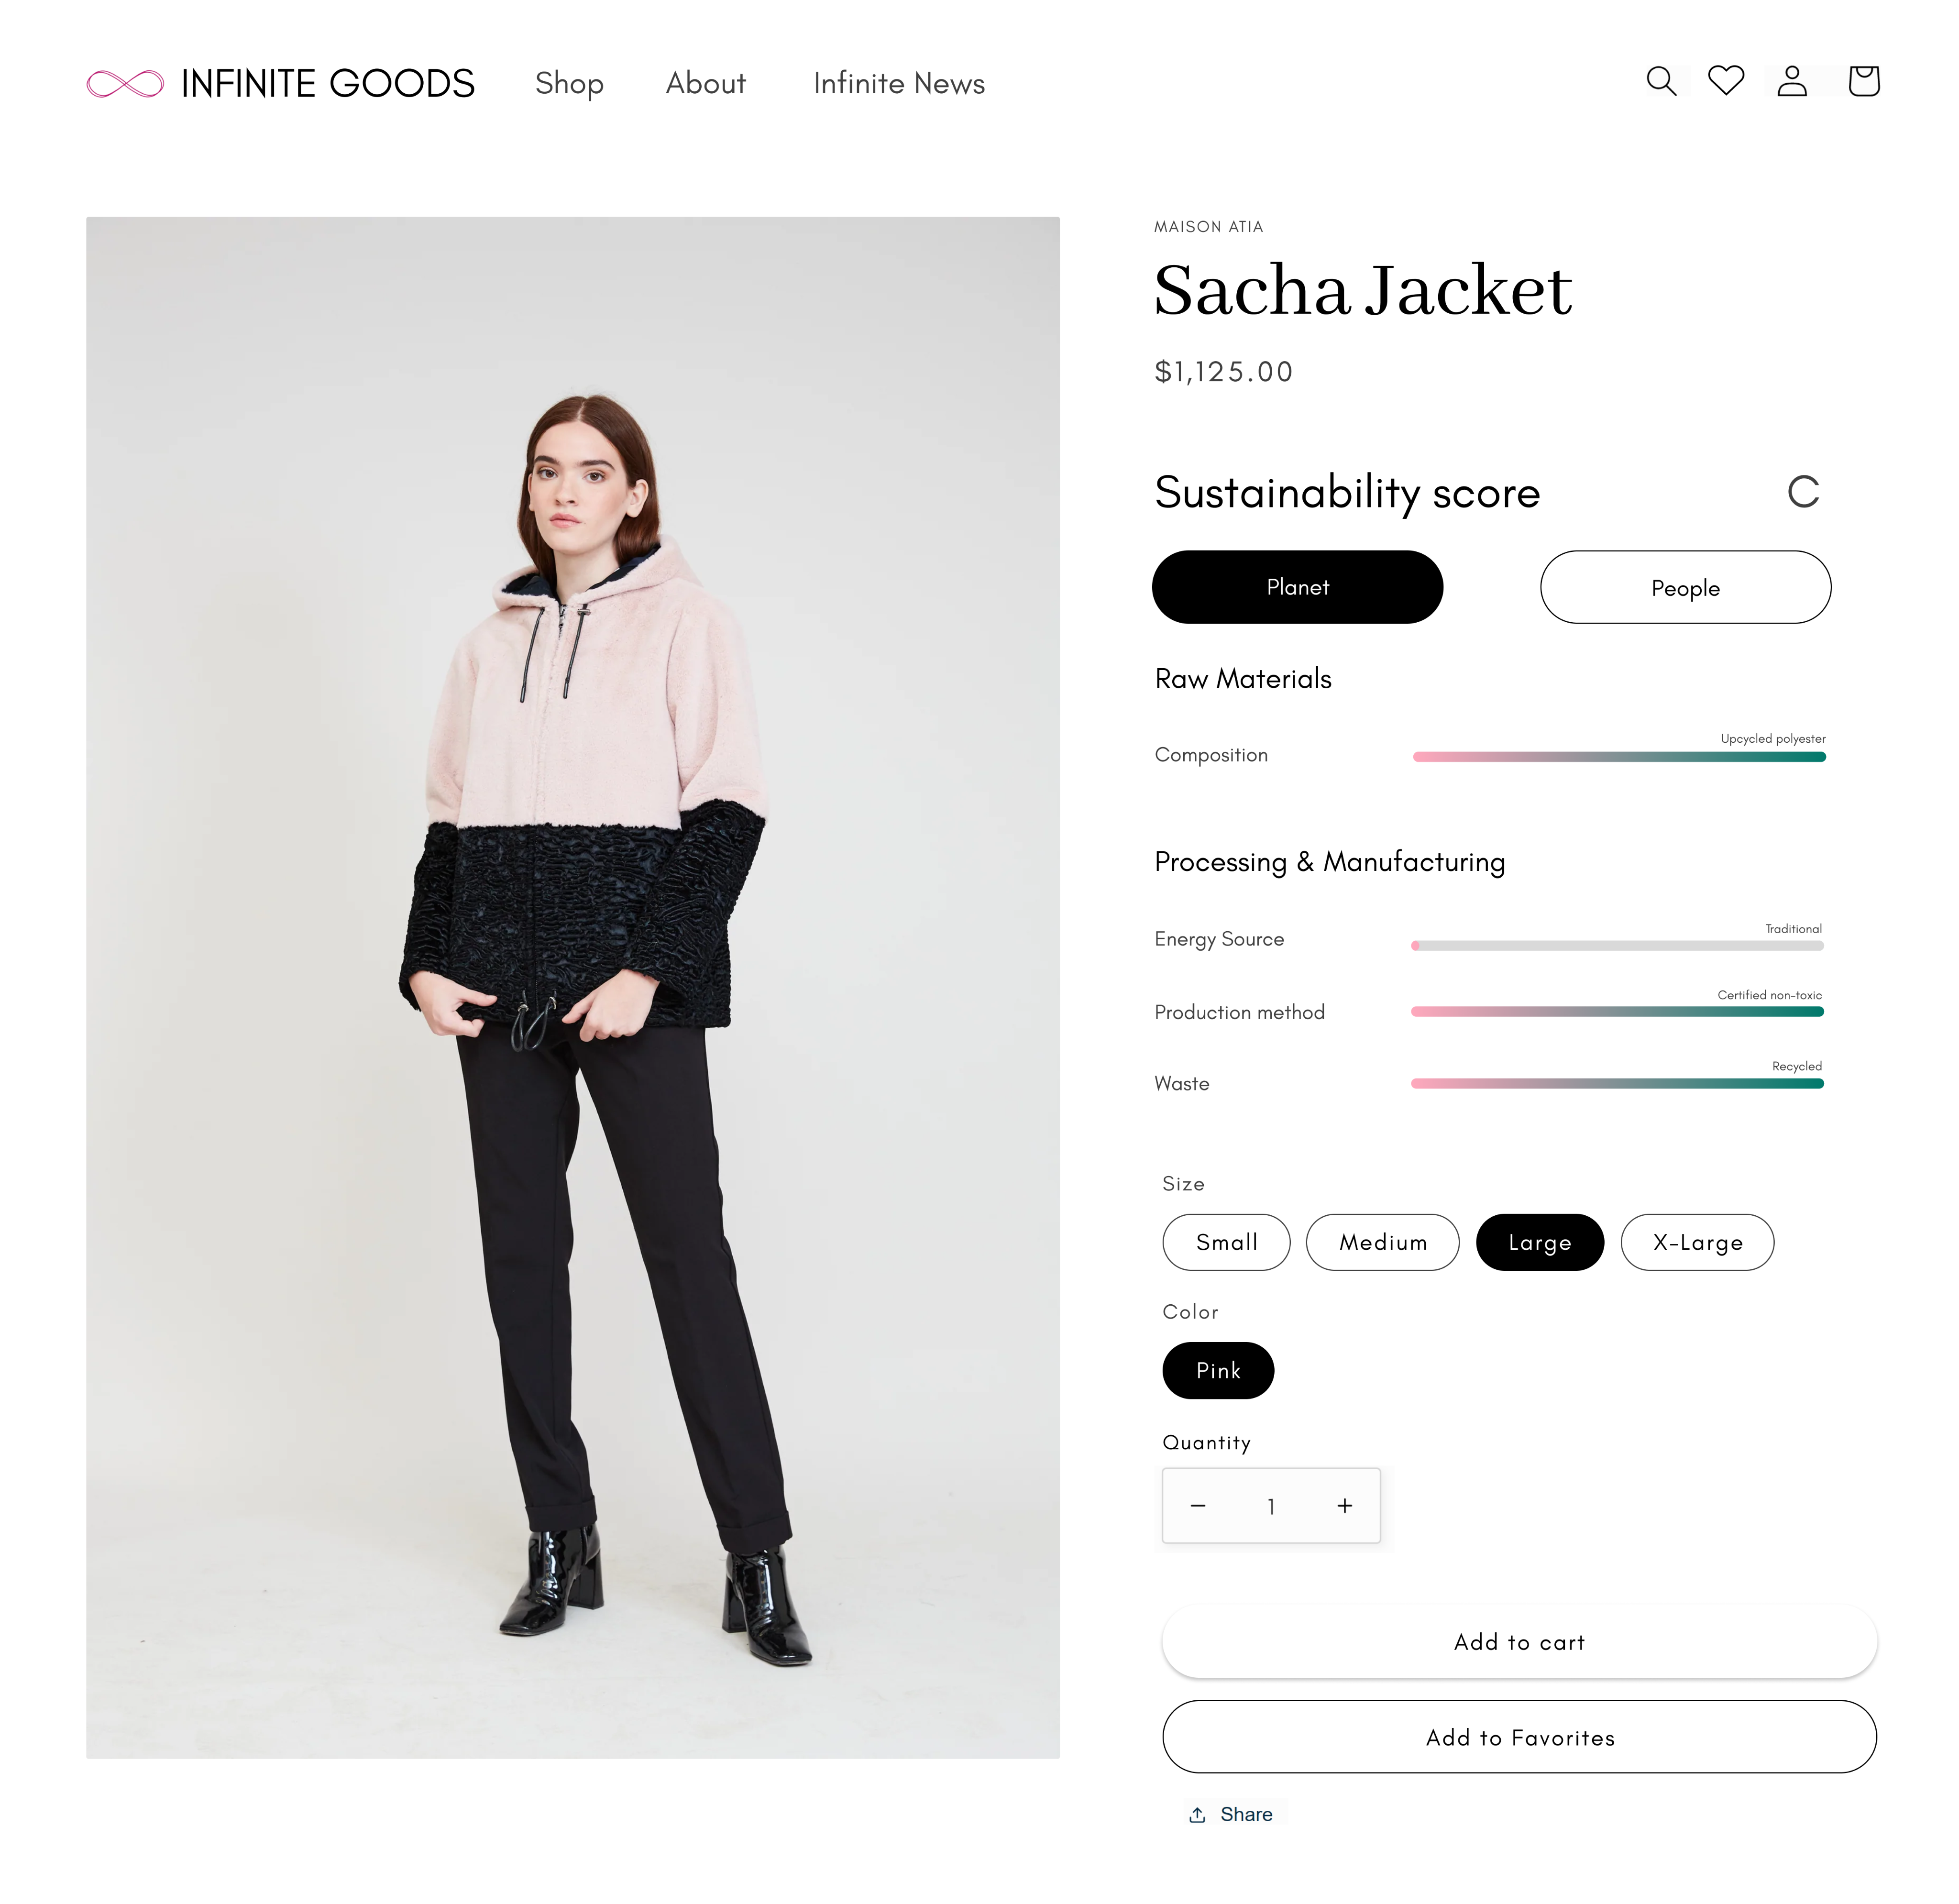 INFINITE GOODS Shop About Infinite News
MAISON ATIA
Sacha Jacket
$1,125.00
Sustainability score C
Planet People
Raw Materials
Upcycled polyester
Composition
Processing & Manufacturing
Traditional
Energy Source
Certified non-toxic
Production method
Recycled
Waste
Size
Small Medium Large X-Large
Color
Pink
Quantity
− 1 +
Add to cart
Add to Favorites
Share